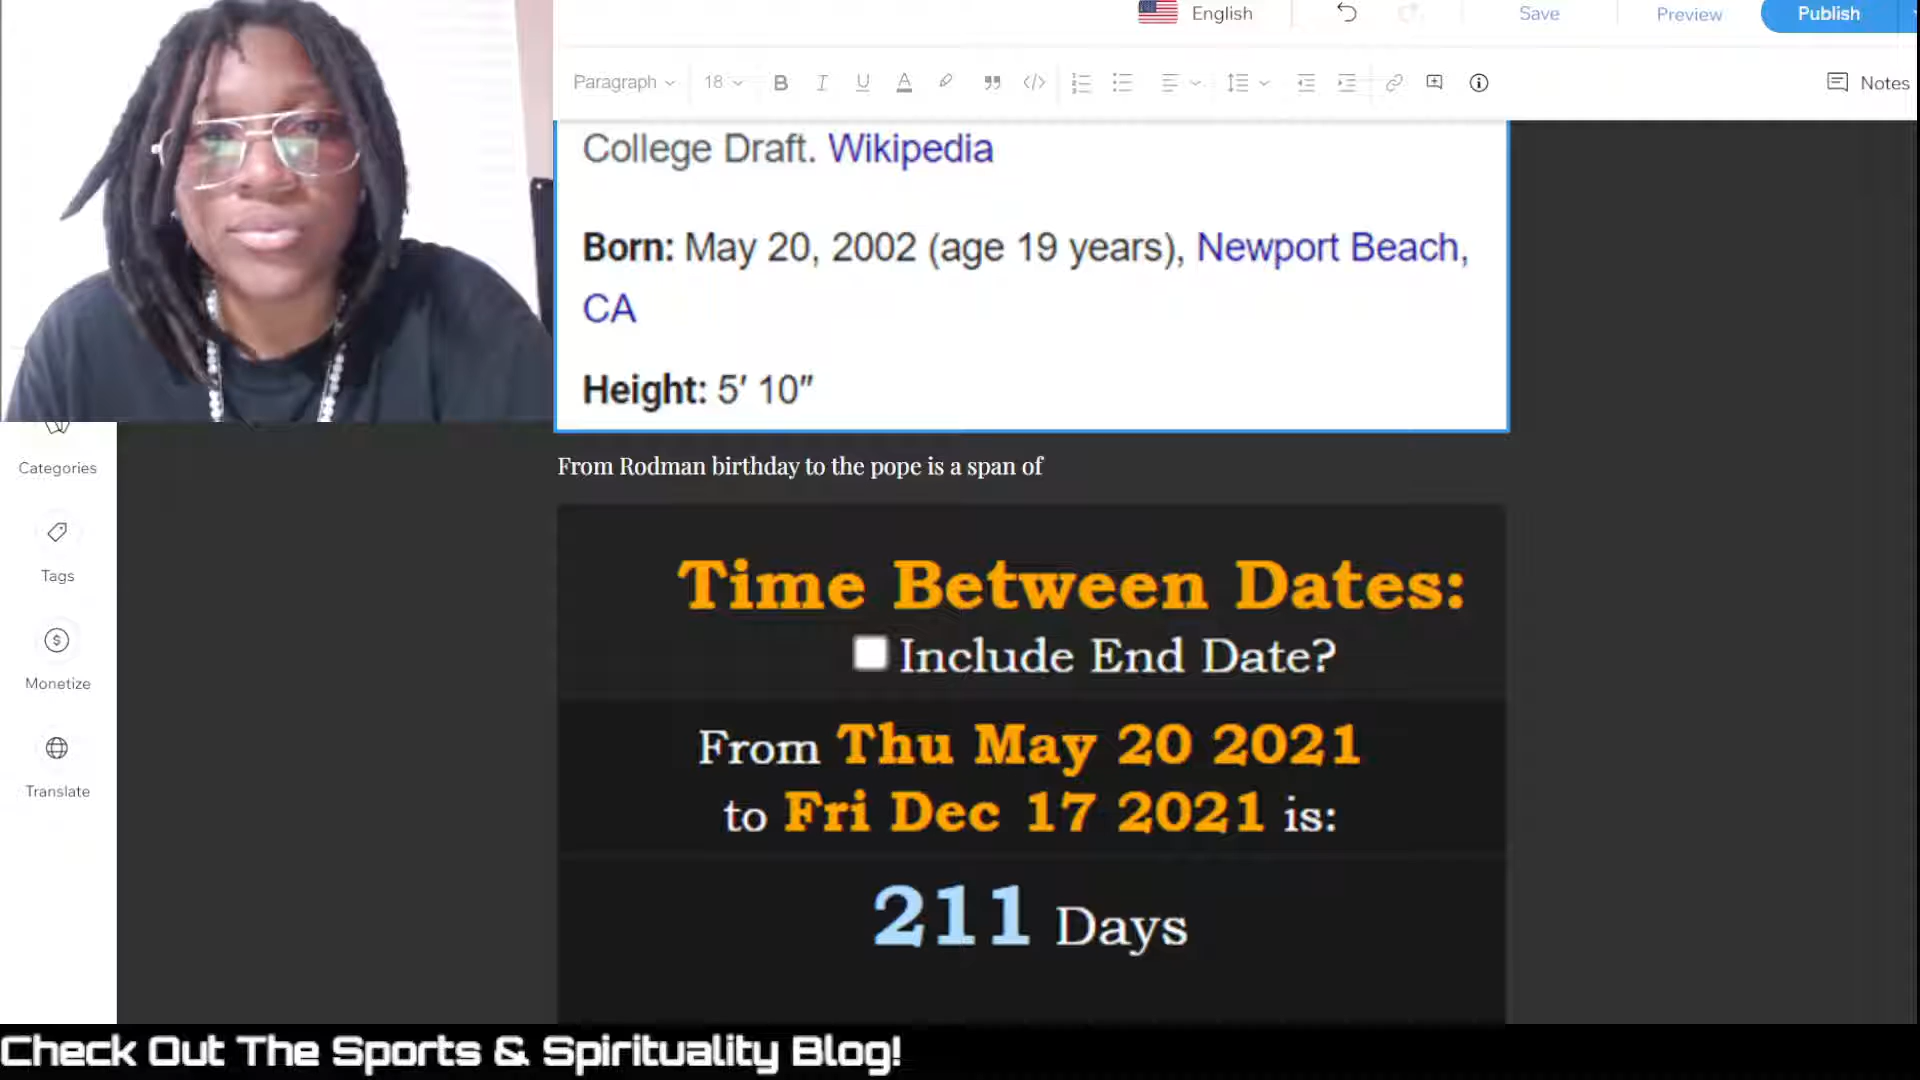 English
Save
Preview
Publish
Paragraph
18
B
I
U
A
Notes
College Draft. Wikipedia
Born: May 20, 2002 (age 19 years), Newport Beach,
CA
Height: 5′ 10″
Categories
Tags
Monetize
Translate
From Rodman birthday to the pope is a span of
Time Between Dates:
Include End Date?
From Thu May 20 2021
to Fri Dec 17 2021 is:
211 Days
Check Out The Sports & Spirituality Blog!